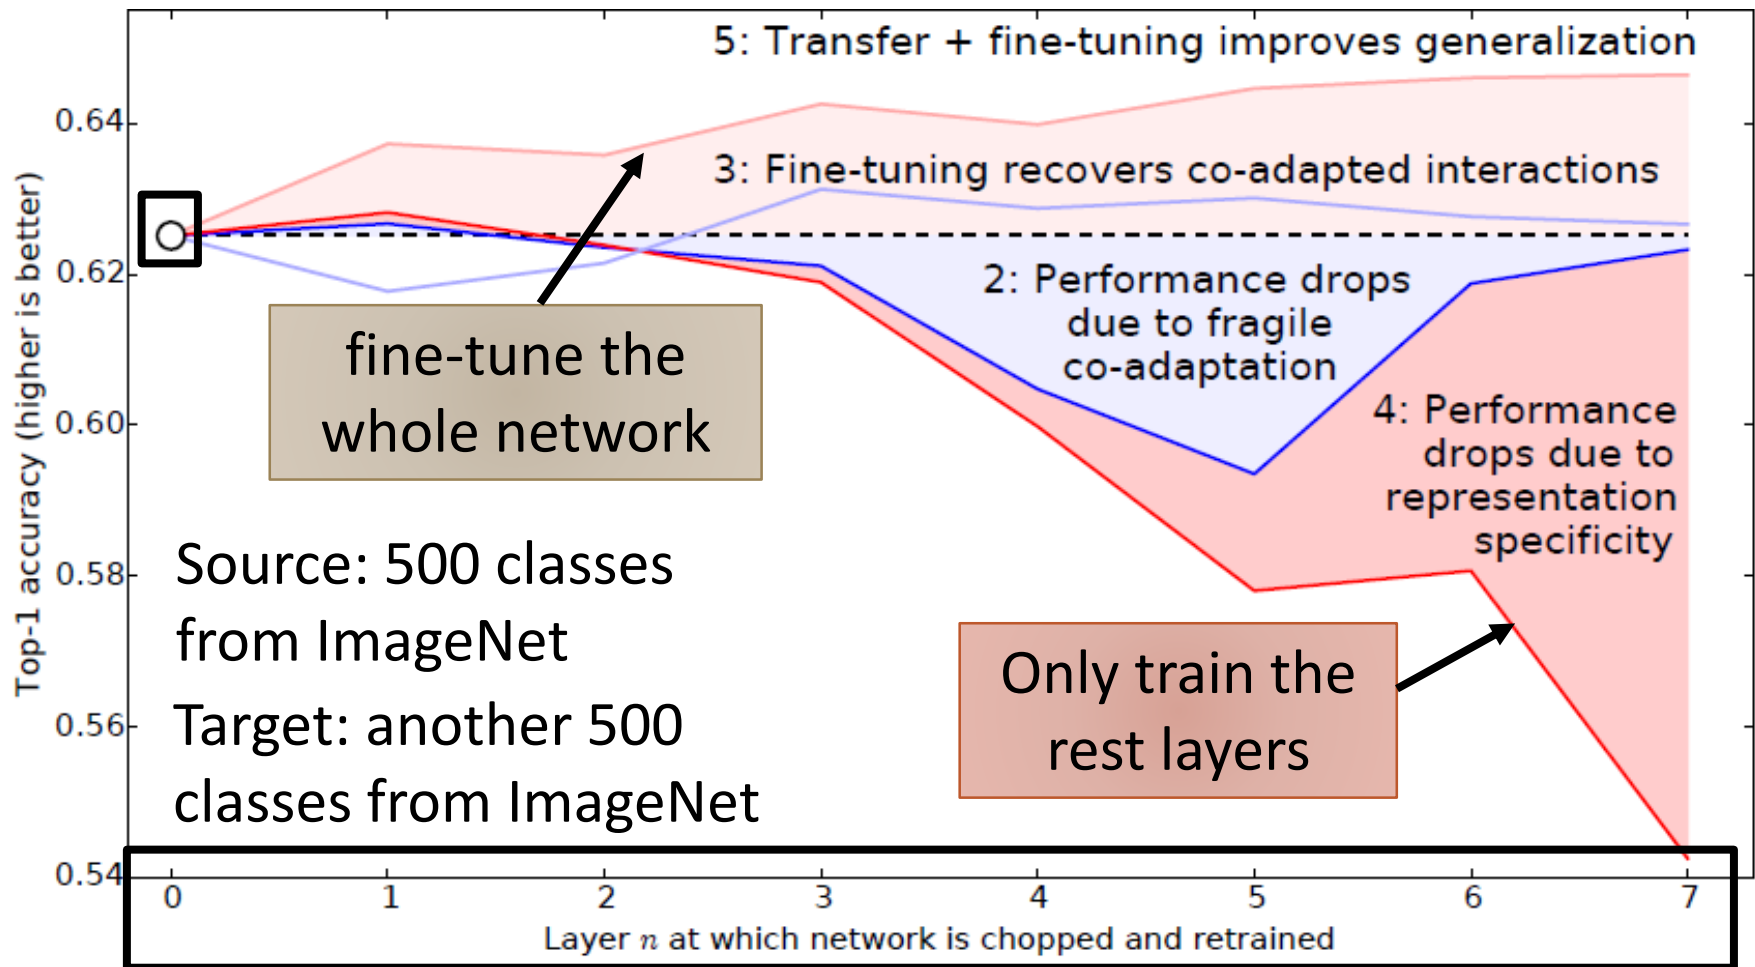 5: Transfer + fine-tuning improves generalization
0.64
3: Fine-tuning recovers co-adapted interactions
0.62
2: Performance drops
due to fragile
co-adaptation
fine-tune the
whole network
0.60
4: Performance
drops due to
representation
specificity
0.58
Source: 500 classes
from ImageNet
Target: another 500
classes from ImageNet
Only train the
rest layers
0.56
0.54
Top-1 accuracy (higher is better)
0 1 2 3 4 5 6 7
Layer n at which network is chopped and retrained